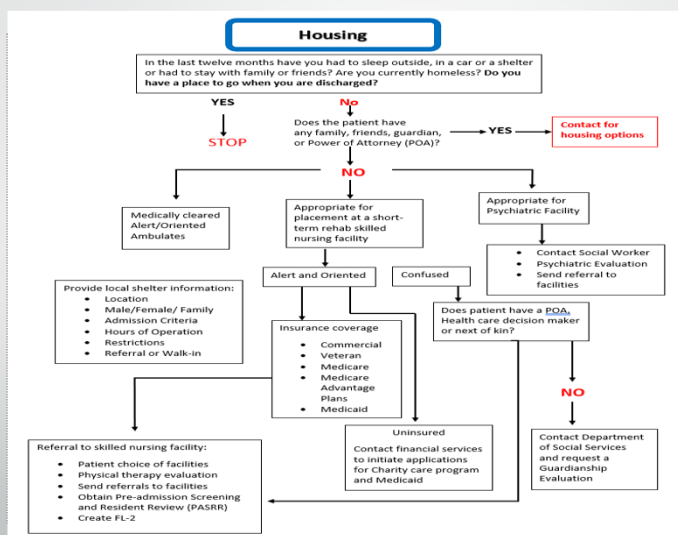 Housing
In the last twelve months have you had to sleep outside, in a car or a shelter
or had to stay with family or friends? Are you currently homeless? Do you
have a place to go when you are discharged?
YES
No
STOP
Does the patient have
any family, friends, guardian,
or Power of Attorney (POA)?
YES
Contact for
housing options
NO
Medically cleared
Alert/Oriented
Ambulates
Appropriate for
placement at a short-
term rehab skilled
nursing facility
Appropriate for
Psychiatric Facility
• Contact Social Worker
• Psychiatric Evaluation
• Send referral to
facilities
Alert and Oriented
Confused
Provide local shelter information:
• Location
• Male/Female/ Family
• Admission Criteria
• Hours of Operation
• Restrictions
• Referral or Walk-in
Insurance coverage
• Commercial
• Veteran
• Medicare
• Medicare
Advantage
Plans
• Medicaid
Does patient have a POA,
Health care decision maker
or next of kin?
NO
Uninsured
Contact financial services
to initiate applications
for Charity care program
and Medicaid
Contact Department
of Social Services
and request a
Guardianship
Evaluation
Referral to skilled nursing facility:
• Patient choice of facilities
• Physical therapy evaluation
• Send referrals to facilities
• Obtain Pre-admission Screening
and Resident Review (PASRR)
• Create FL-2